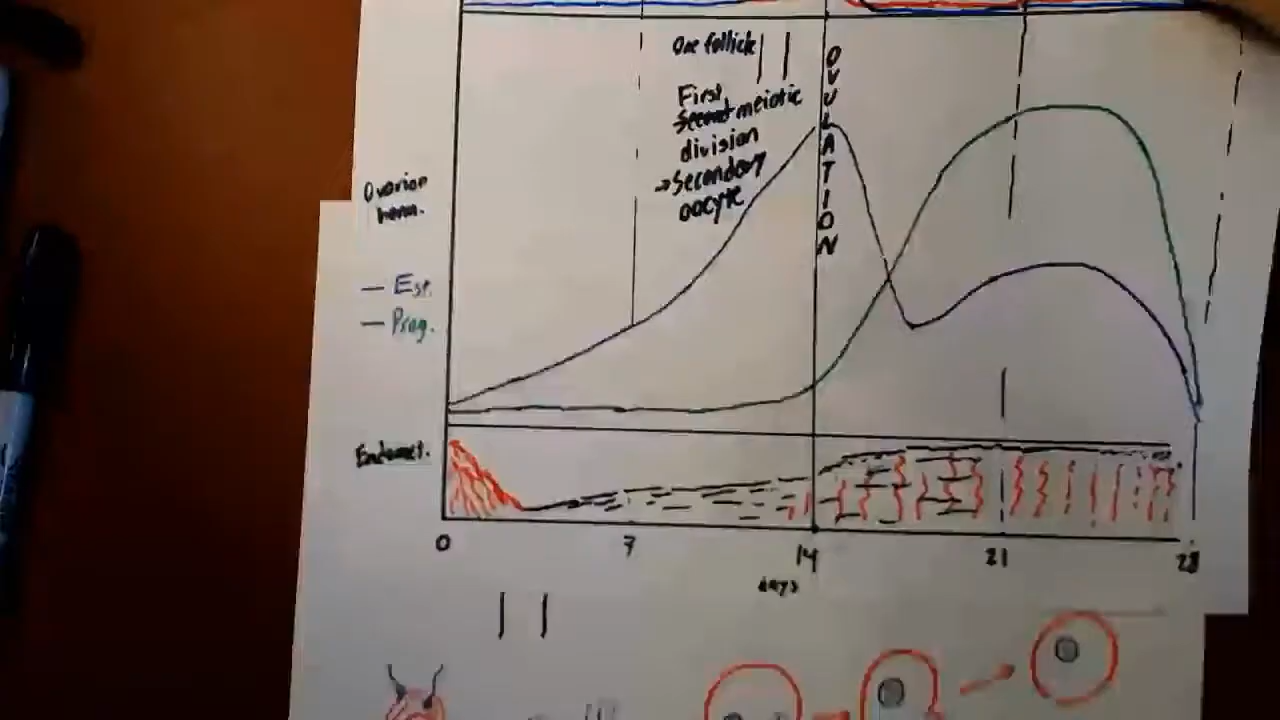 One follicle
First
Second meiotic
division
→Secondary
oocyte
OVULATION
Ovarian
horm.
— Est.
— Prog.
Endomet.
0 7 14 21 28
days